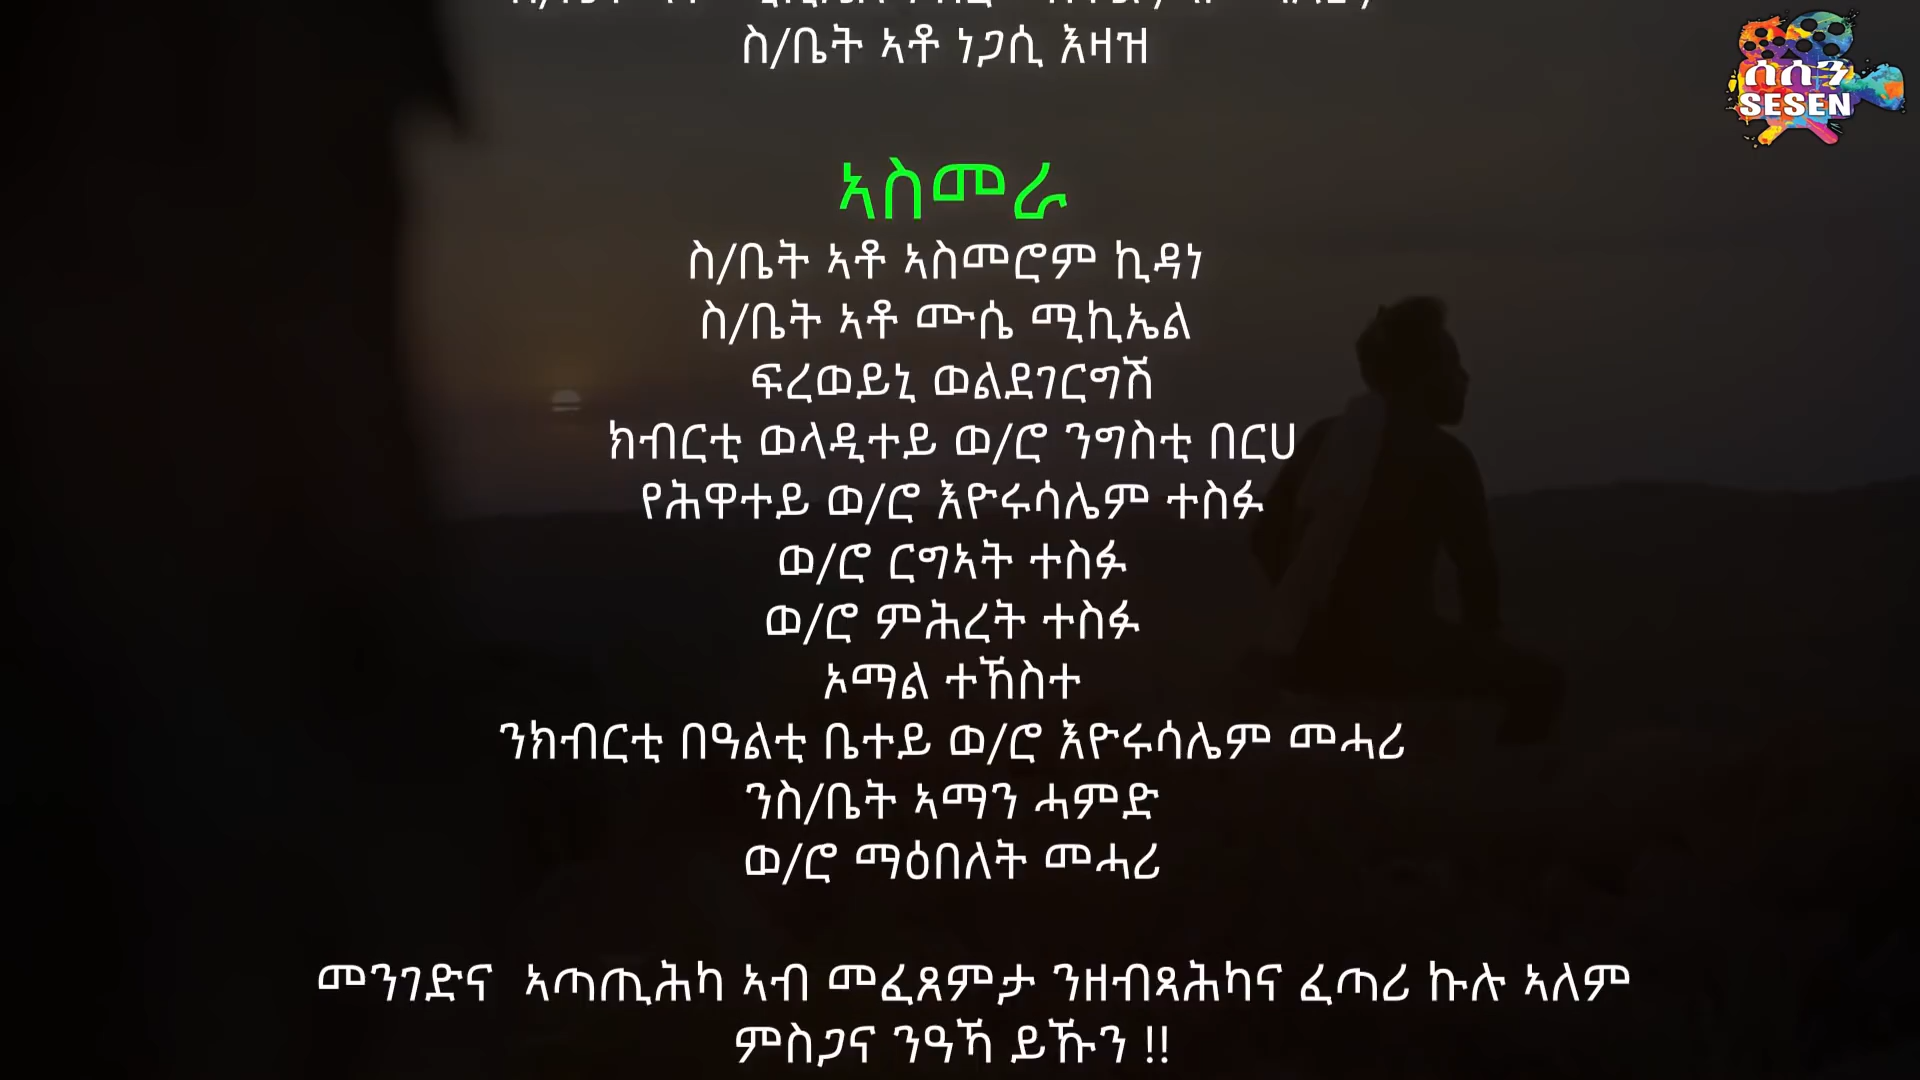 ስ/ቤት ኣቶ ነጋሲ እዛዝ
ሰሰን
SESEN
ኣስመራ
ስ/ቤት ኣቶ ኣስመሮም ኪዳነ
ስ/ቤት ኣቶ ሙሴ ሚኪኤል
ፍረወይኒ ወልደገርግሽ
ክብርቲ ወላዲተይ ወ/ሮ ንግስቲ በርሀ
የሕዋተይ ወ/ሮ እዮሩሳሌም ተስፉ
ወ/ሮ ርግኣት ተስፉ
ወ/ሮ ምሕረት ተስፉ
ኦማል ተኸስተ
ንክብርቲ በዓልቲ ቤተይ ወ/ሮ እዮሩሳሌም መሓሪ
ንስ/ቤት ኣማን ሓምድ
ወ/ሮ ማዕበለት መሓሪ
መንገድና ኣጣጢሕካ ኣብ መፈጸምታ ንዘብጻሕካና ፈጣሪ ኩሉ ኣለም
ምስጋና ንዓኻ ይኹን !!